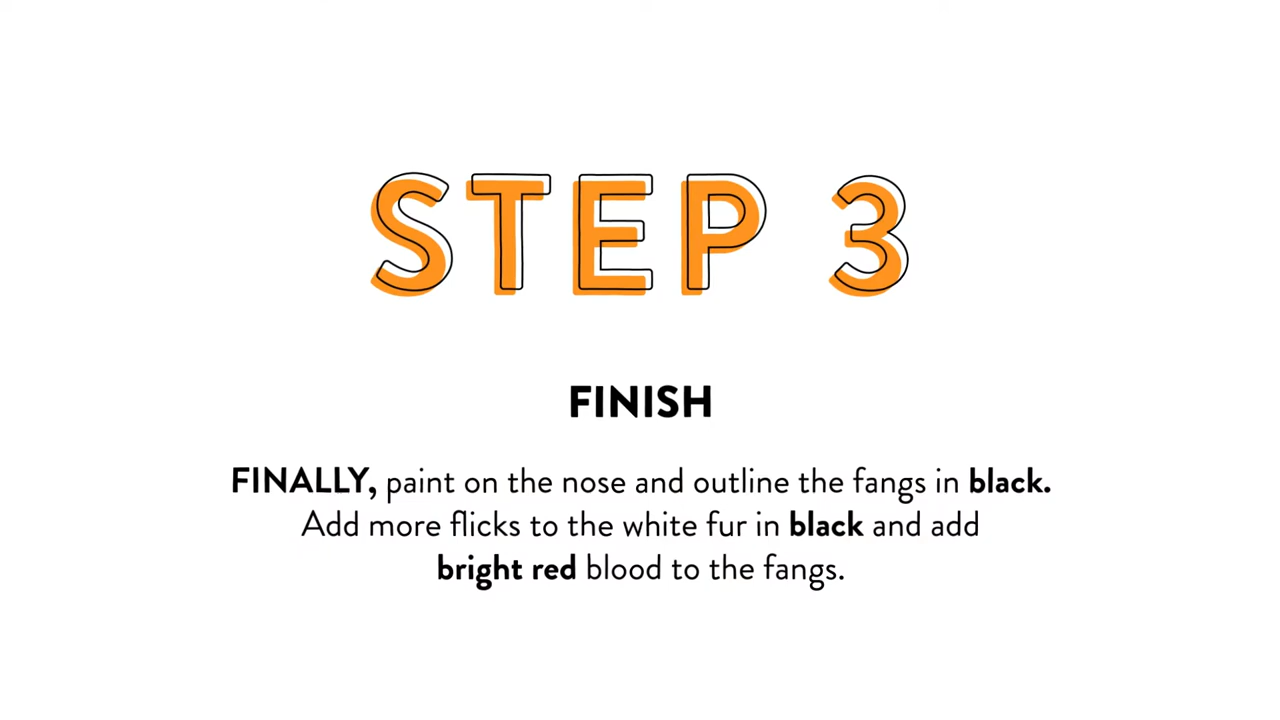 STEP 3
FINISH
FINALLY, paint on the nose and outline the fangs in black.
Add more flicks to the white fur in black and add
bright red blood to the fangs.